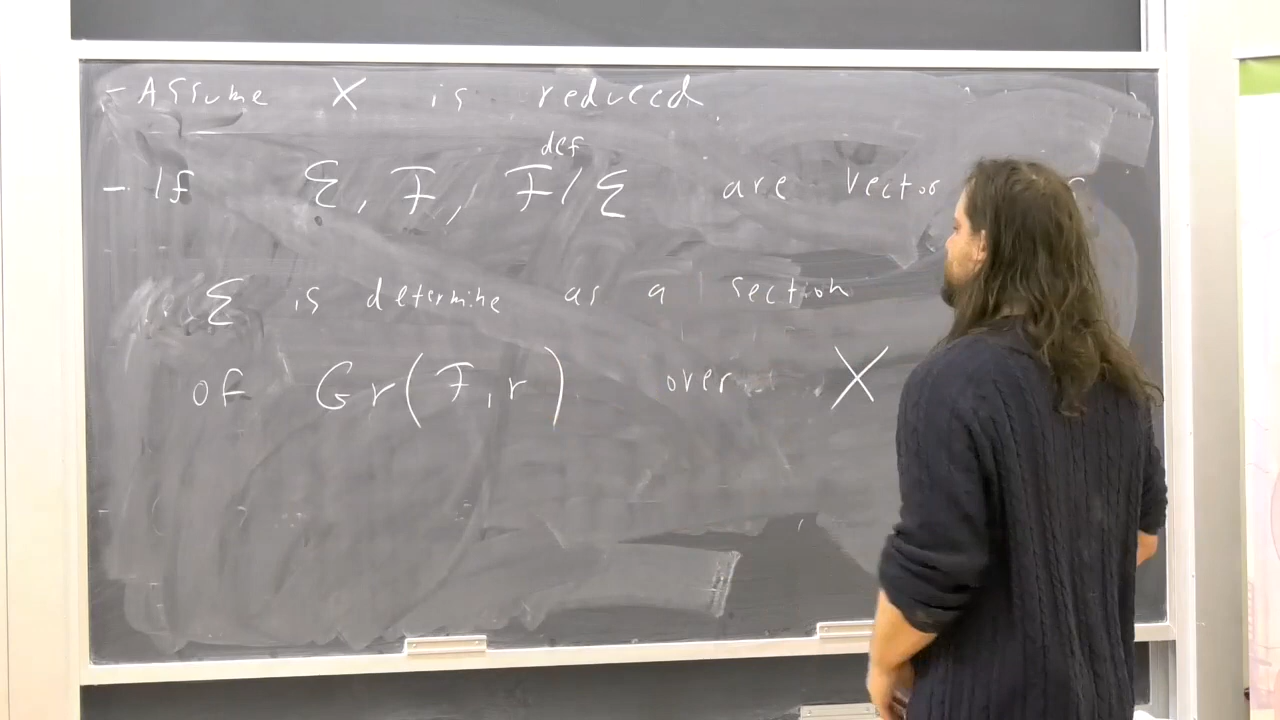 - Assume X is reduced
def
- If ℰ, ℱ, ℱ/ℰ are vector
ℰ is determine as a section
of Gr(ℱ, r) over X